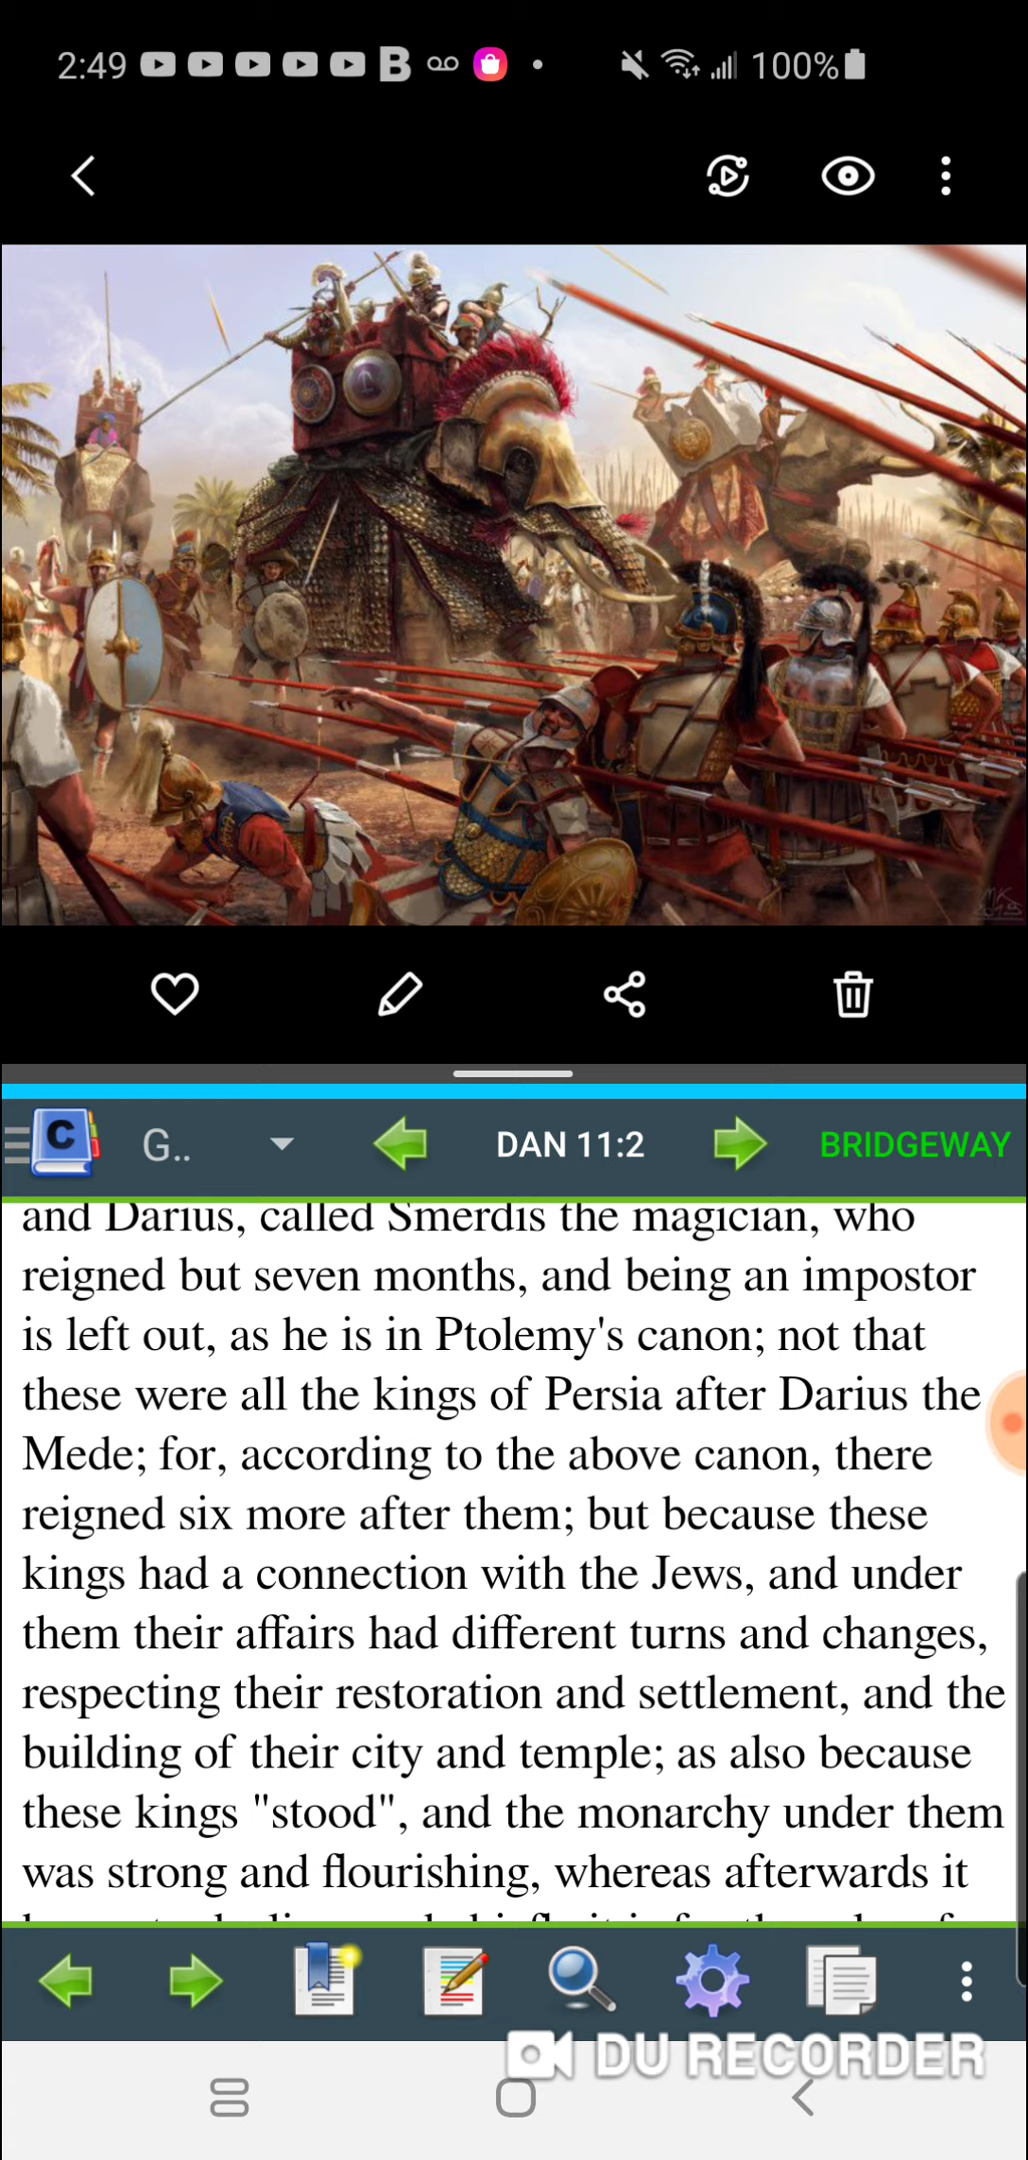 2:49 B 100%
G.. DAN 11:2 BRIDGEWAY
C
and Darius, called Smerdis the magician, who
reigned but seven months, and being an impostor
is left out, as he is in Ptolemy's canon; not that
these were all the kings of Persia after Darius the
Mede; for, according to the above canon, there
reigned six more after them; but because these
kings had a connection with the Jews, and under
them their affairs had different turns and changes,
respecting their restoration and settlement, and the
building of their city and temple; as also because
these kings "stood", and the monarchy under them
was strong and flourishing, whereas afterwards it
DU RECORDER